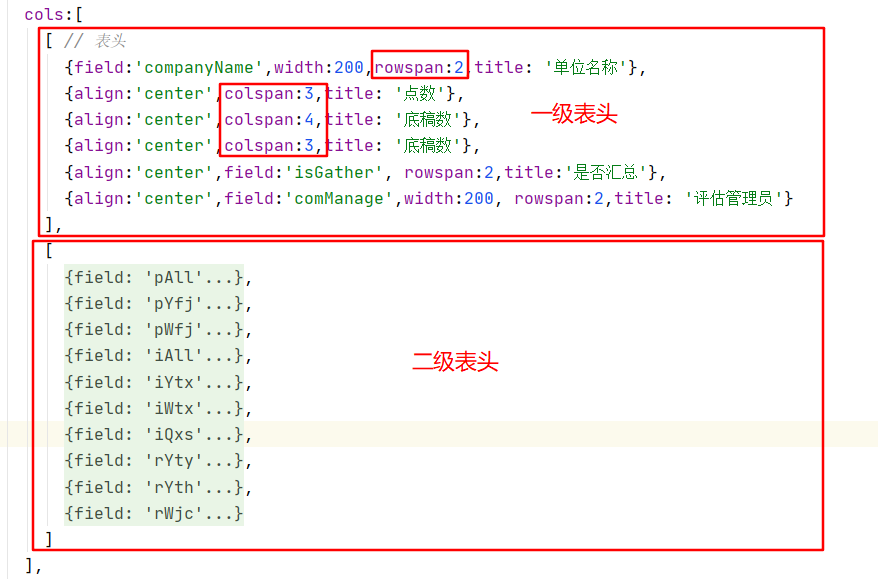 cols:[
[ // 表头
{field:'companyName',width:200,rowspan:2,title: '单位名称'},
{align:'center',colspan:3,title: '点数'},
{align:'center',colspan:4,title: '底稿数'},
一级表头
{align:'center',colspan:3,title: '底稿数'},
{align:'center',field:'isGather', rowspan:2,title:'是否汇总'},
{align:'center',field:'comManage',width:200, rowspan:2,title: '评估管理员'}
],
[
{field: 'pAll'...},
{field: 'pYfj'...},
{field: 'pWfj'...},
{field: 'iAll'...},
二级表头
{field: 'iYtx'...},
{field: 'iWtx'...},
{field: 'iQxs'...},
{field: 'rYty'...},
{field: 'rYth'...},
{field: 'rWjc'...}
]
],